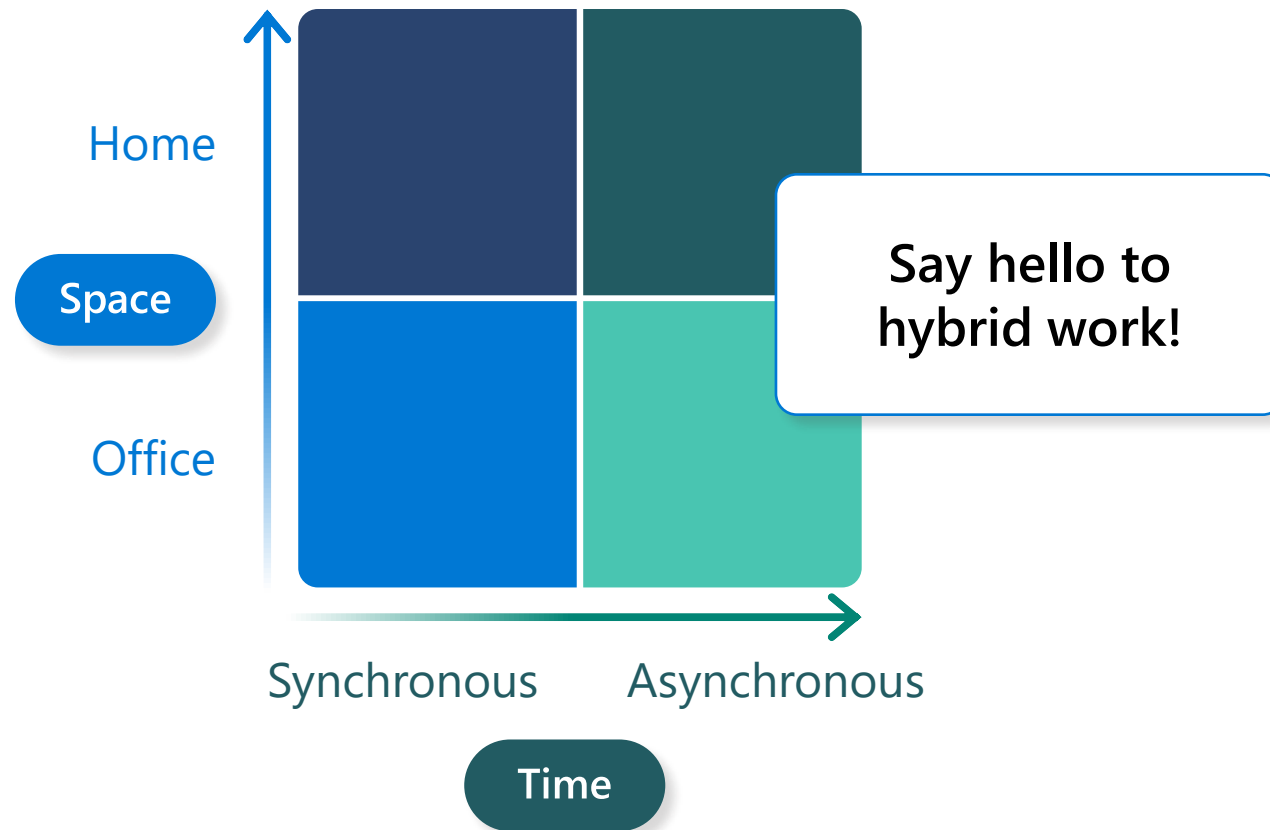 Home
Space
Office
Say hello to
hybrid work!
Synchronous
Asynchronous
Time